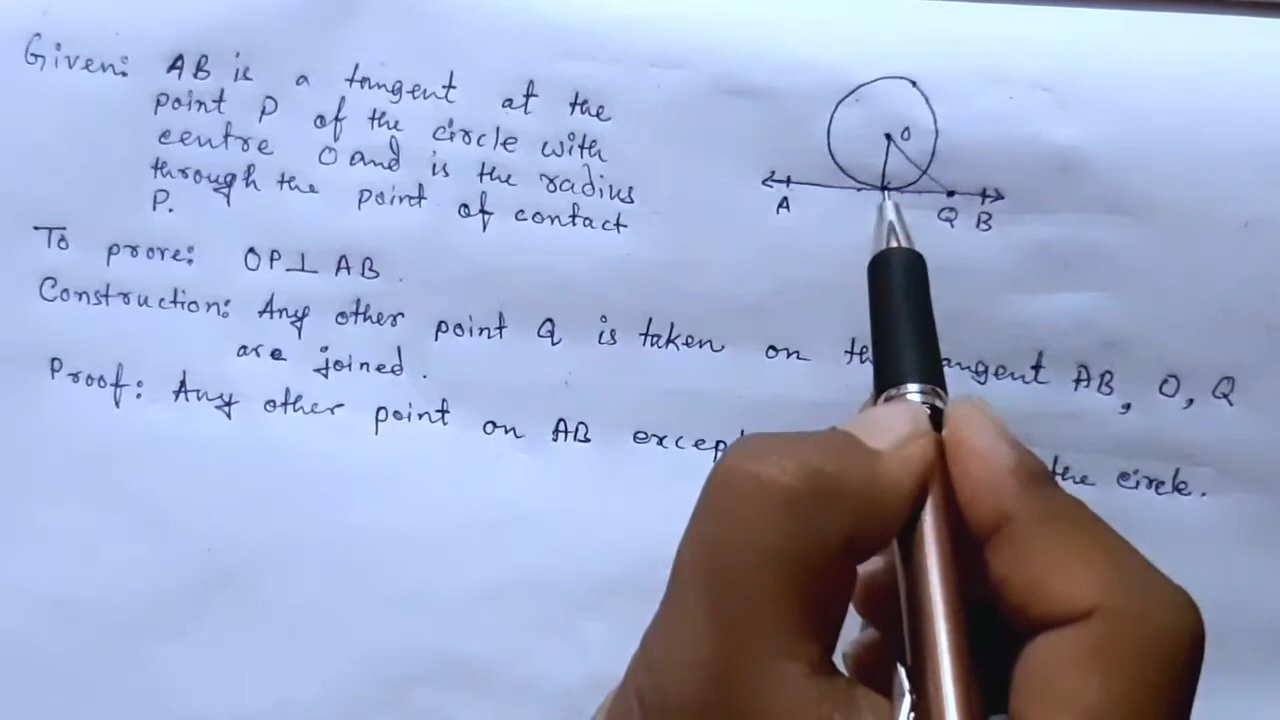 Given: AB is a tangent at the
point P of the circle with
centre O and is the radius
through the point of contact
P.
To prove: OP⊥ AB.
Construction: Any other point Q is taken on tangent AB, O, Q
are joined.
Proof: Any other point on AB the circle.
O
A
Q
B